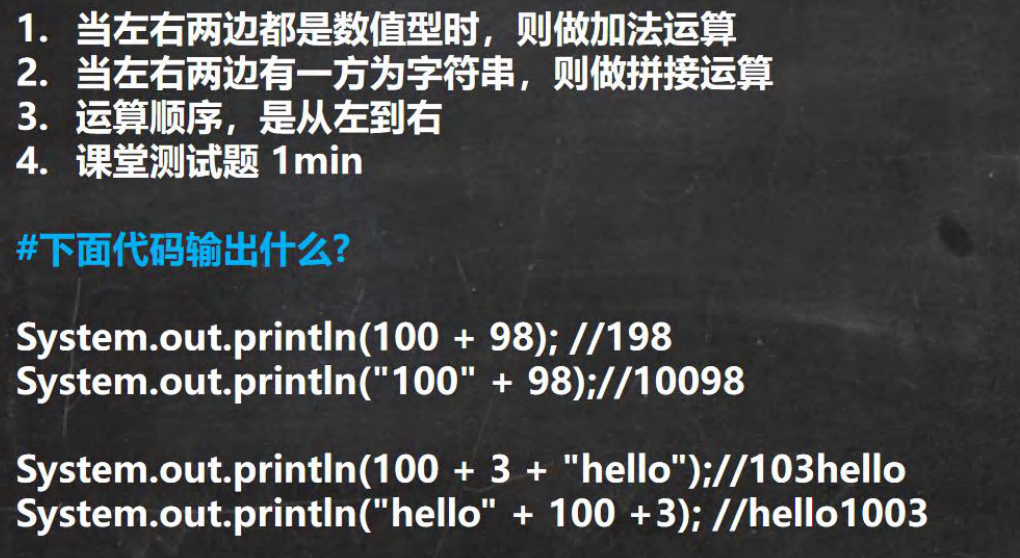 1. 当左右两边都是数值型时，则做加法运算
2. 当左右两边有一方为字符串，则做拼接运算
3. 运算顺序，是从左到右
4. 课堂测试题 1min
#下面代码输出什么?
System.out.println(100 + 98); //198
System.out.println("100" + 98);//10098
System.out.println(100 + 3 + "hello");//103hello
System.out.println("hello" + 100 +3); //hello1003